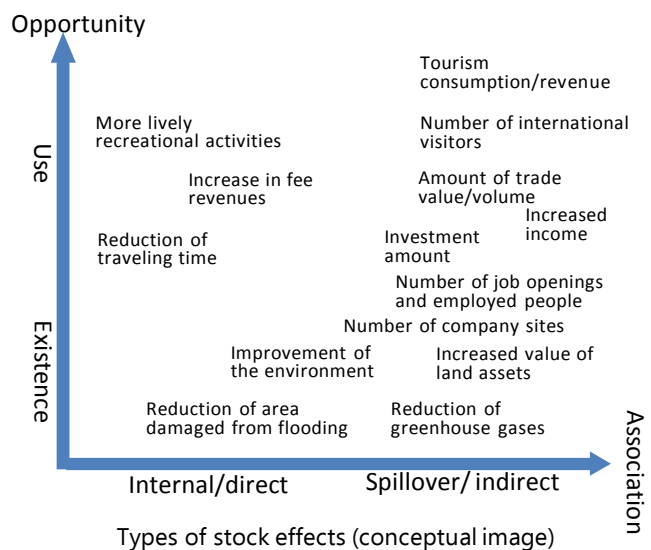 Opportunity
Tourism
consumption/revenue
More lively
recreational activities
Number of international
visitors
Use
Increase in fee
revenues
Amount of trade
value/volume
Increased
income
Reduction of
traveling time
Investment
amount
Number of job openings
and employed people
Number of company sites
Existence
Improvement of
the environment
Increased value of
land assets
Reduction of area
damaged from flooding
Reduction of
greenhouse gases
Association
Internal/direct
Spillover/ indirect
Types of stock effects (conceptual image)